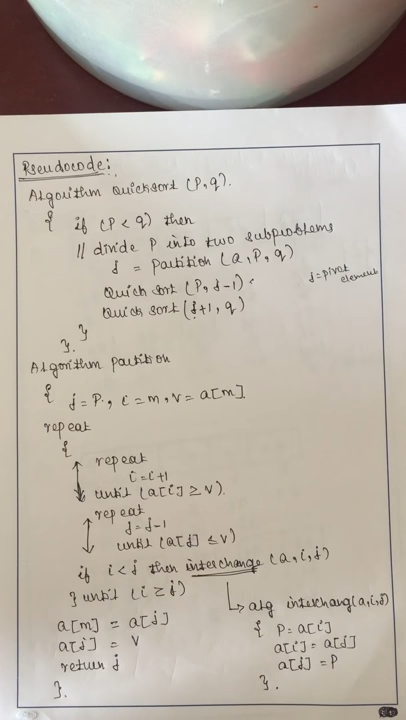 Pseudocode:
Algorithm Quicksort (P,q).
{ if (P < q) then
// divide P into two subproblems
j = partition (a, P, q)
Quick sort (P, j-1)
j = pivot element
Quick sort (j+1, q)
}
}.
Algorithm partition
{ j = P, i = m, v = a[m]
repeat
{
repeat
i = i+1
until (a[i] ≥ v).
repeat
j = j-1
until (a[j] ≤ v)
if i < j then interchange (a, i, j)
} until (i ≥ j)
a[m] = a[j]
a[j] = v
return j
}.
alg interchang(a,i,j)
{ P = a[i]
a[i] = a[j]
a[j] = P
}.